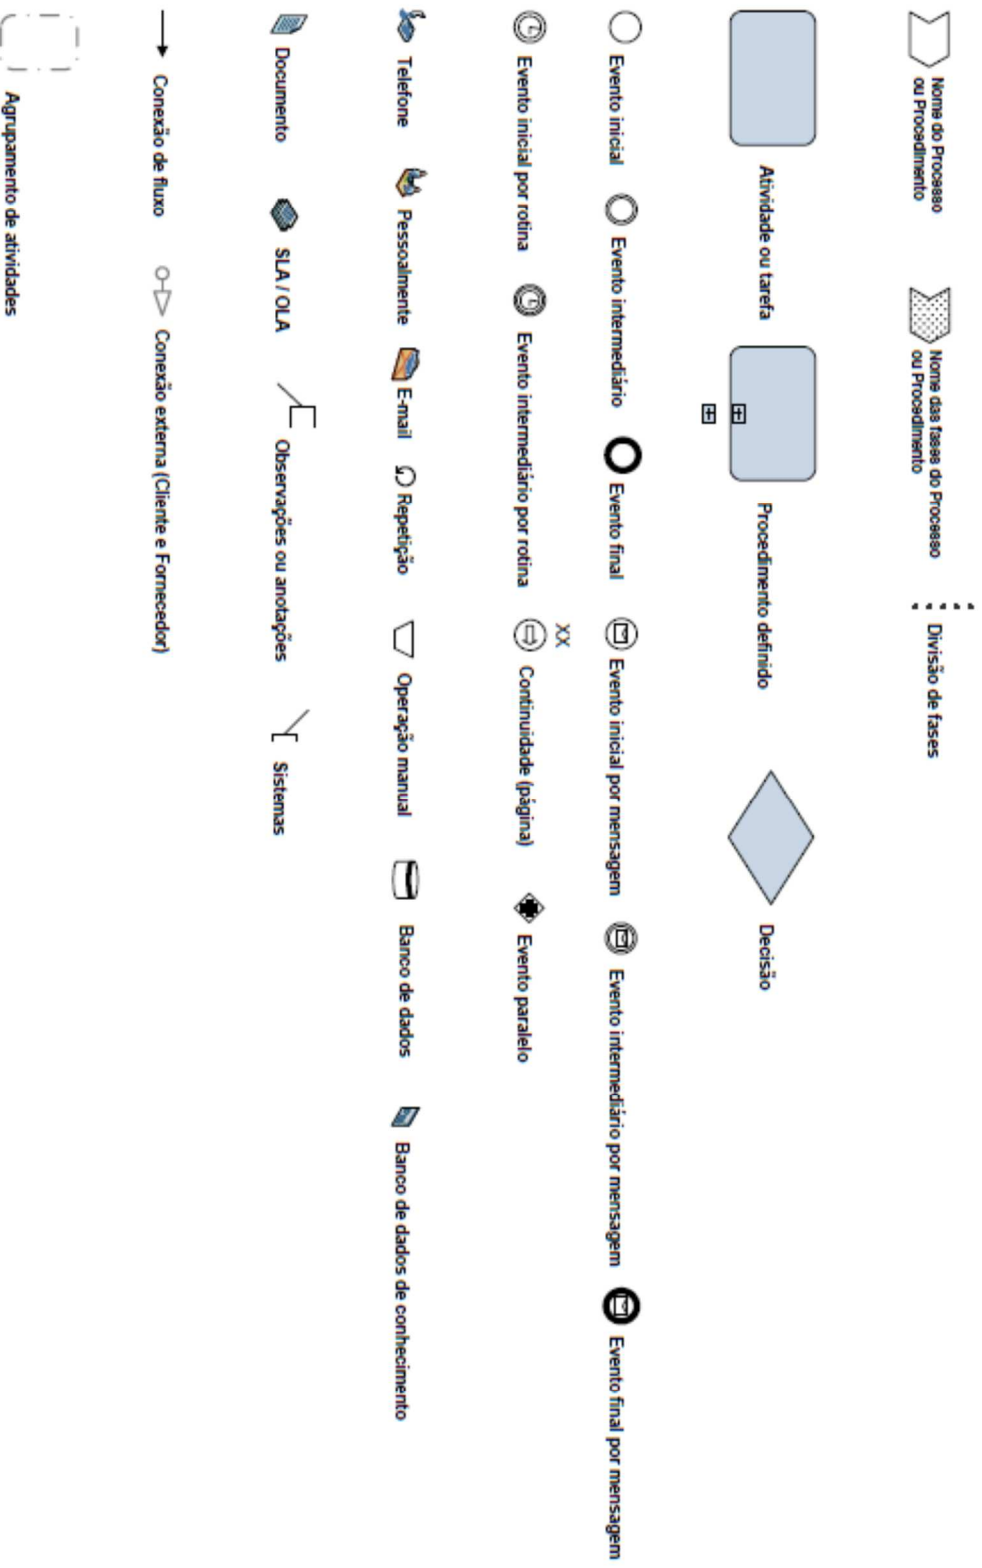 Nome do Processo
ou Procedimento
Nome das fases do Processo
ou Procedimento
Divisão de fases
Atividade ou tarefa
Procedimento definido
Decisão
Evento inicial
Evento intermediário
Evento final
Evento inicial por mensagem
Evento intermediário por mensagem
Evento final por mensagem
Evento inicial por rotina
Evento intermediário por rotina
XX
Continuidade (página)
Evento paralelo
Telefone
Pessoalmente
E-mail
Repetição
Operação manual
Banco de dados
Banco de dados de conhecimento
Documento
SLA / OLA
Observações ou anotações
Sistemas
Conexão de fluxo
Conexão externa (Cliente e Fornecedor)
Agrupamento de atividades